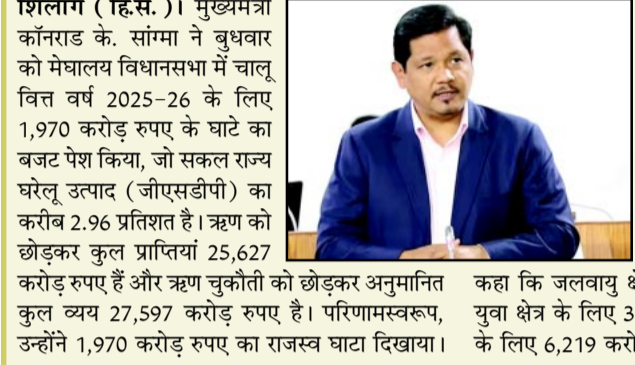 शिलांग (हि.स.)। मुख्यमंत्री
कॉनराड के. सांग्मा ने बुधवार
को मेघालय विधानसभा में चालू
वित्त वर्ष 2025-26 के लिए
1,970 करोड़ रुपए के घाटे का
बजट पेश किया, जो सकल राज्य
घरेलू उत्पाद (जीएसडीपी) का
करीब 2.96 प्रतिशत है। ऋण को
छोड़कर कुल प्राप्तियां 25,627
करोड़ रुपए हैं और ऋण चुकौती को छोड़कर अनुमानित
कुल व्यय 27,597 करोड़ रुपए है। परिणामस्वरूप,
उन्होंने 1,970 करोड़ रुपए का राजस्व घाटा दिखाया।
कहा कि जलवायु
युवा क्षेत्र के लिए 3
के लिए 6,219